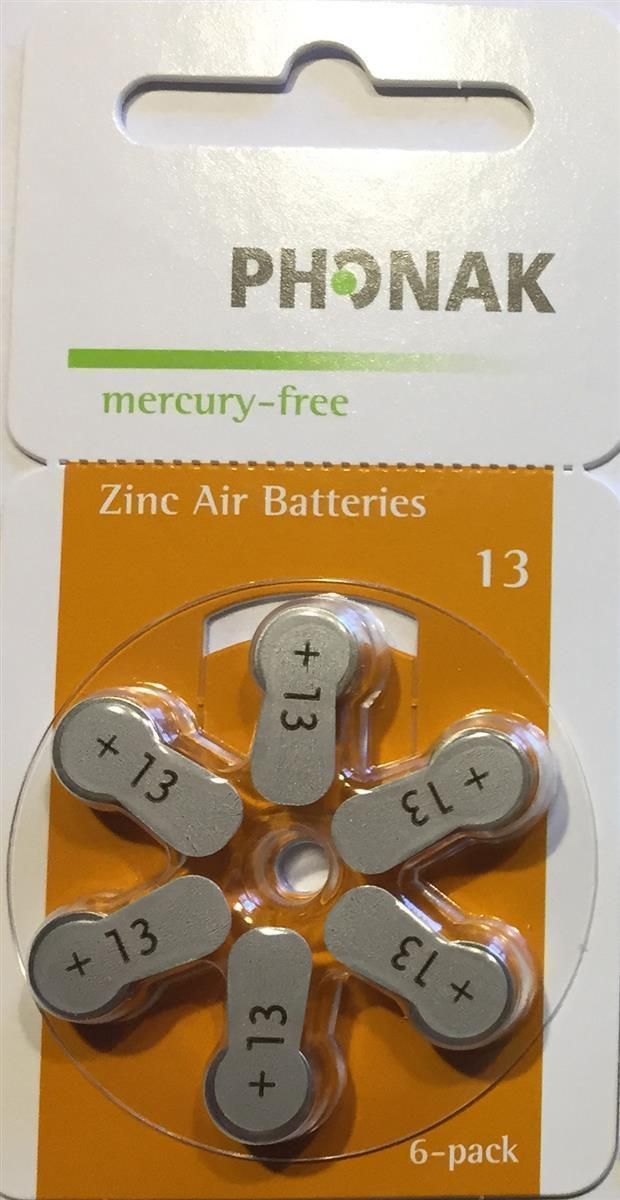 PHONAK
mercury-free
Zinc Air Batteries
13
+ 13
+ 13
+ 13
+ 13
+ 13
+ 13
6-pack